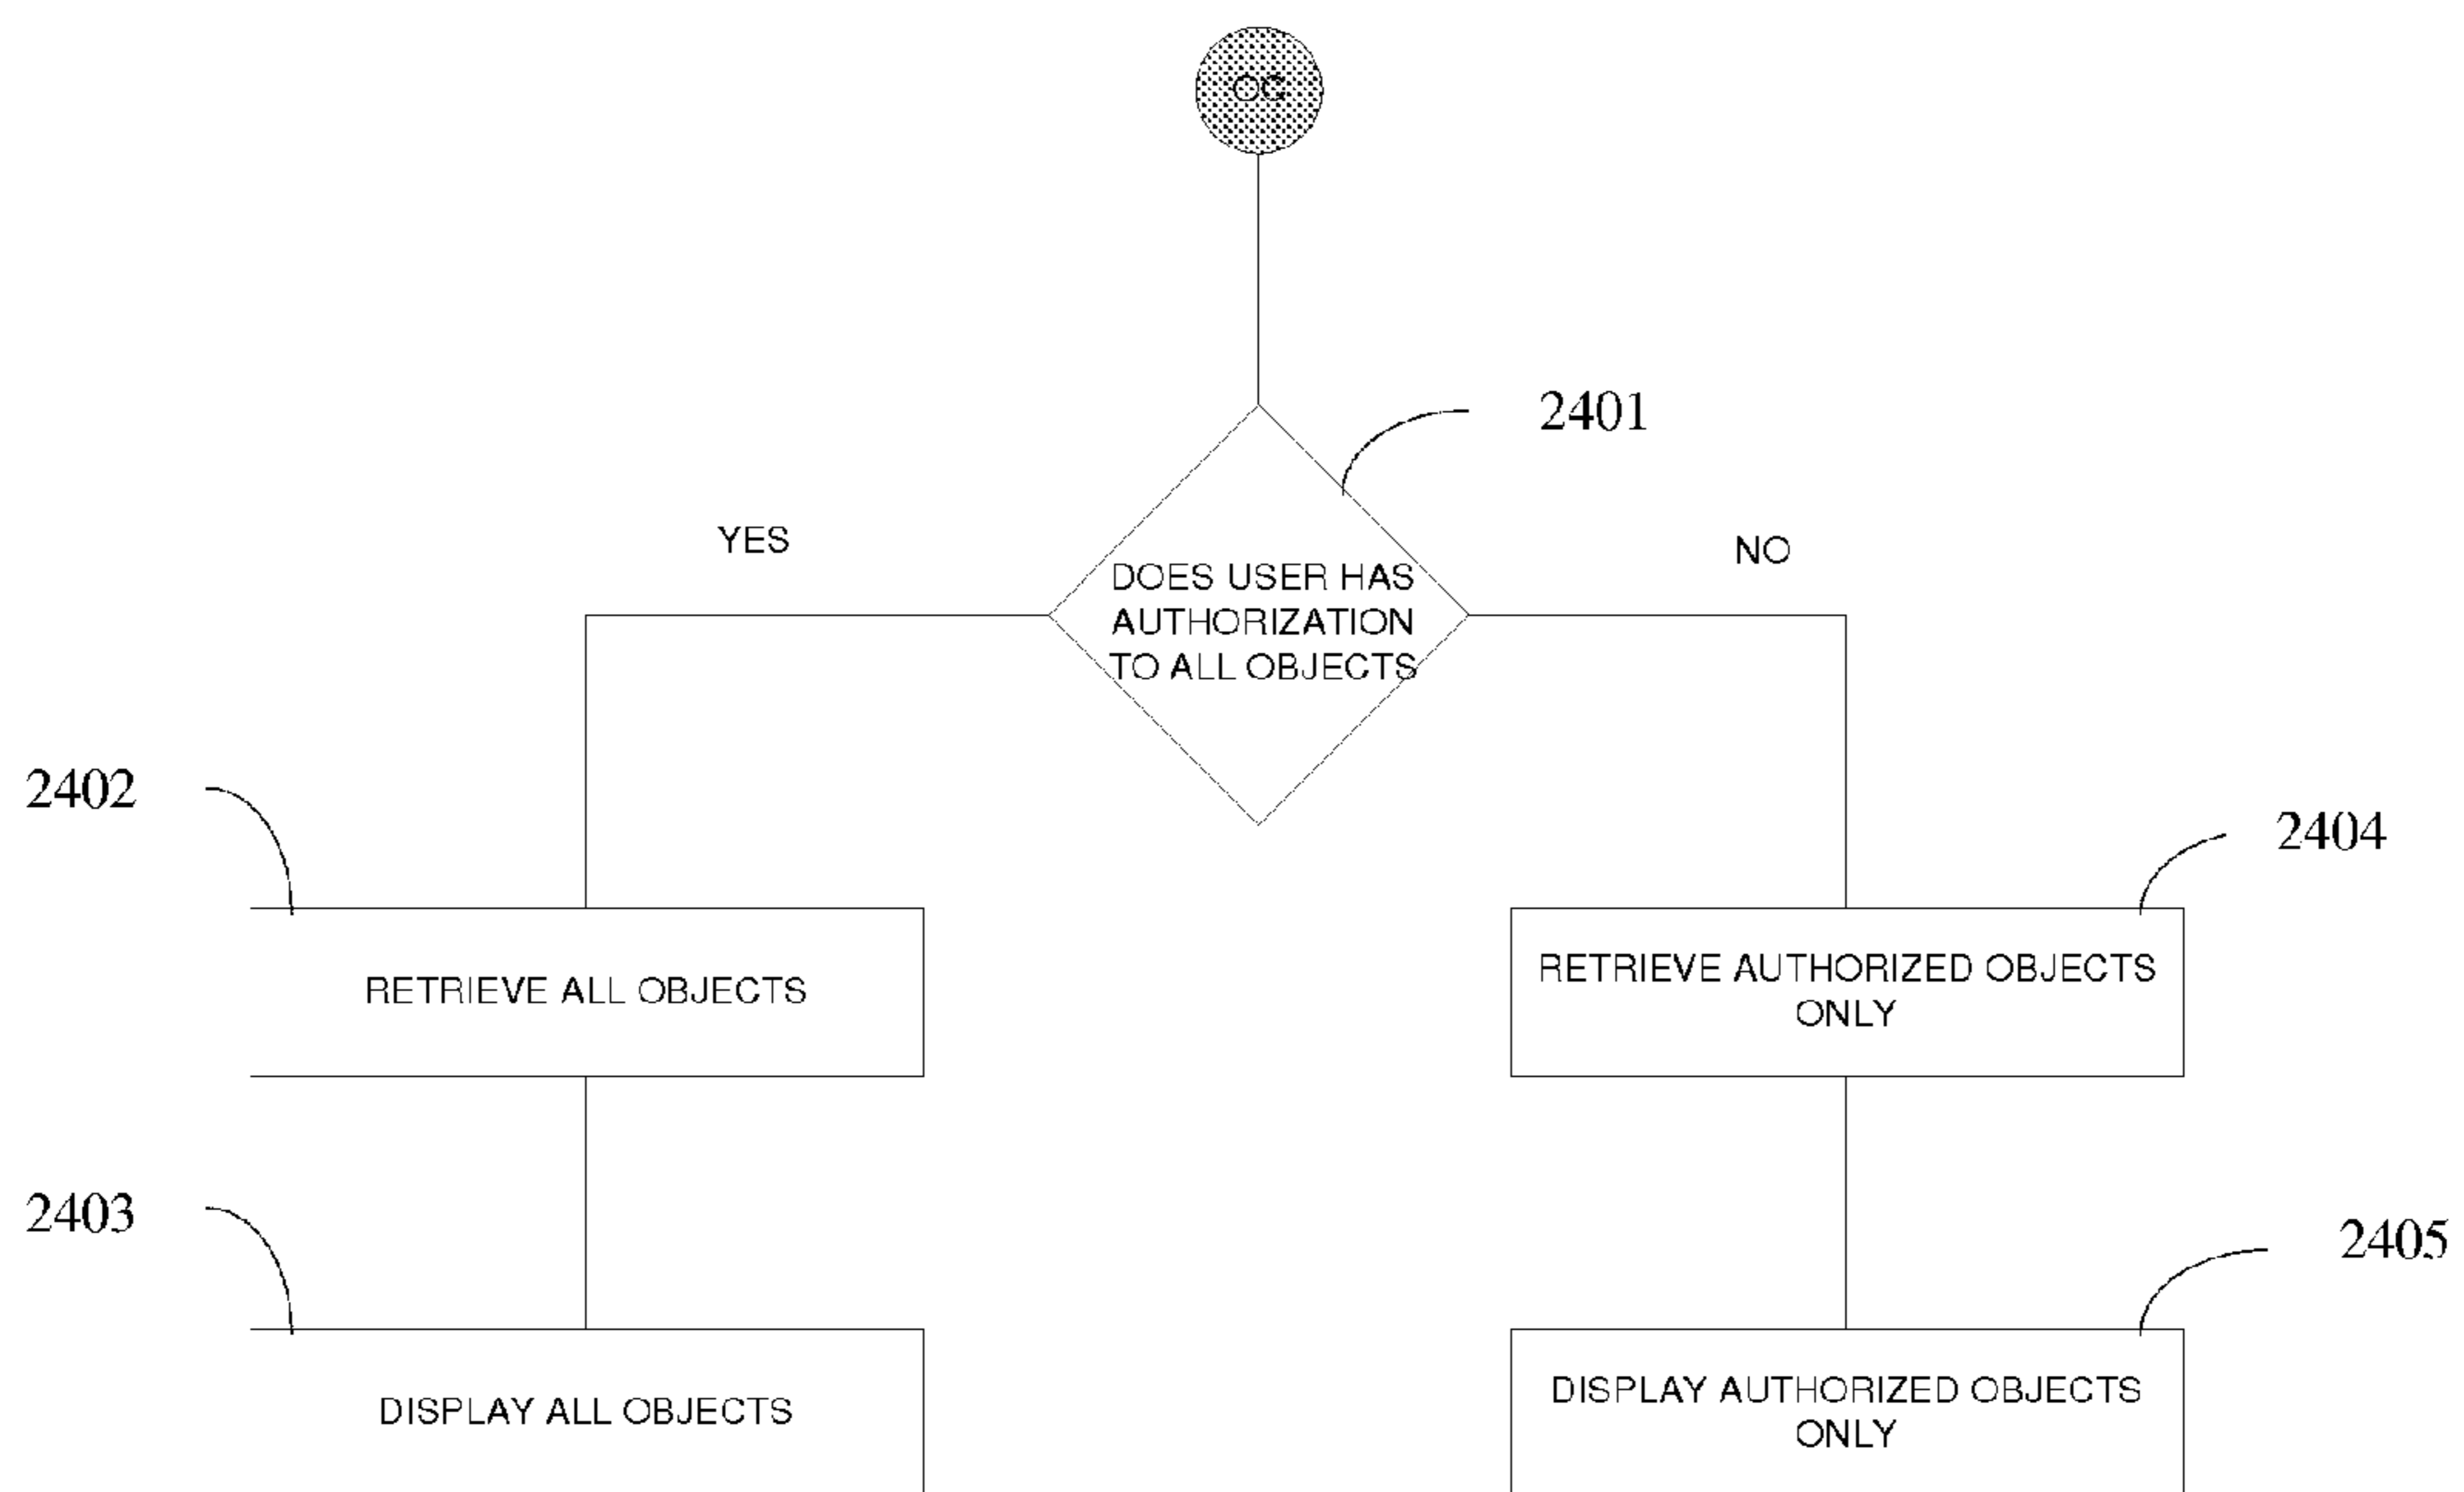 OG
2401
YES
NO
DOES USER HAS
AUTHORIZATION
TO ALL OBJECTS
2402
2404
RETRIEVE ALL OBJECTS
RETRIEVE AUTHORIZED OBJECTS
ONLY
2403
2405
DISPLAY ALL OBJECTS
DISPLAY AUTHORIZED OBJECTS
ONLY